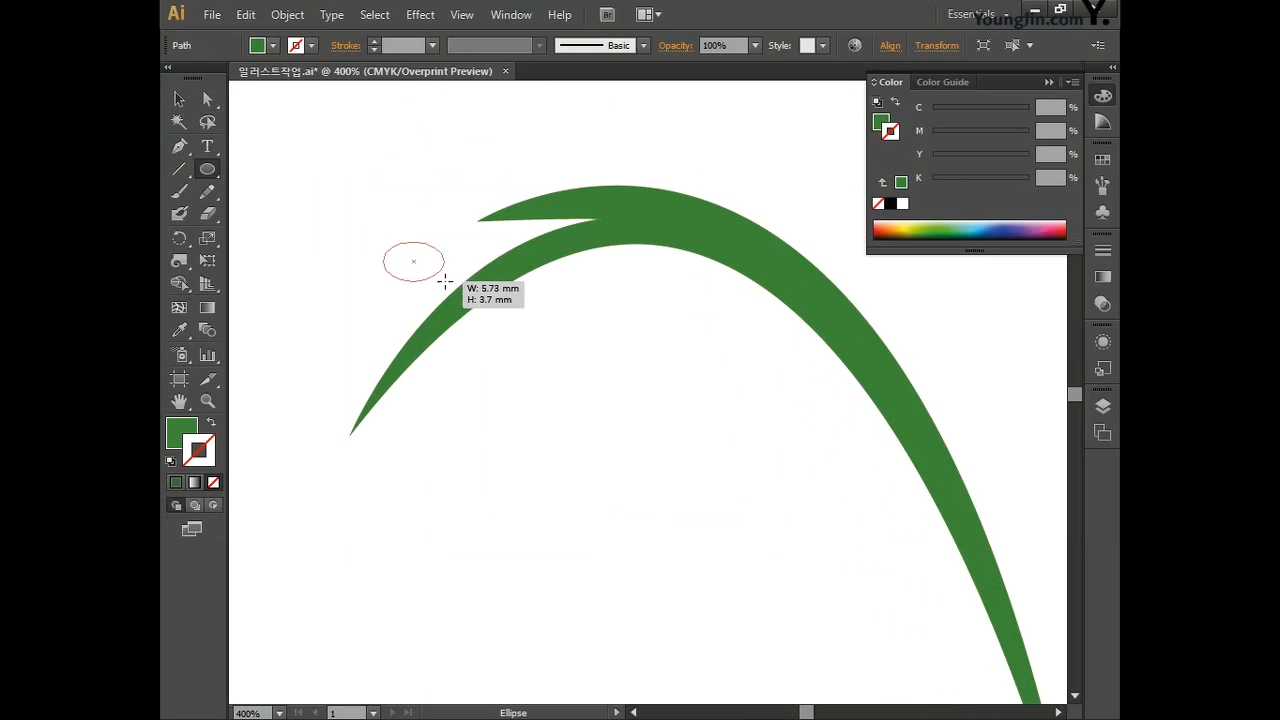 Ai File Edit Object Type Select Effect View Window Help Br Essentials
YoungJin.com Y.
Path Stroke: Basic Opacity: 100% Style: Align Transform
일러스트작업.ai* @ 400% (CMYK/Overprint Preview) ×
Color Color Guide
C %
M %
Y %
K %
W: 5.73 mm
H: 3.7 mm
400% 1 Ellipse